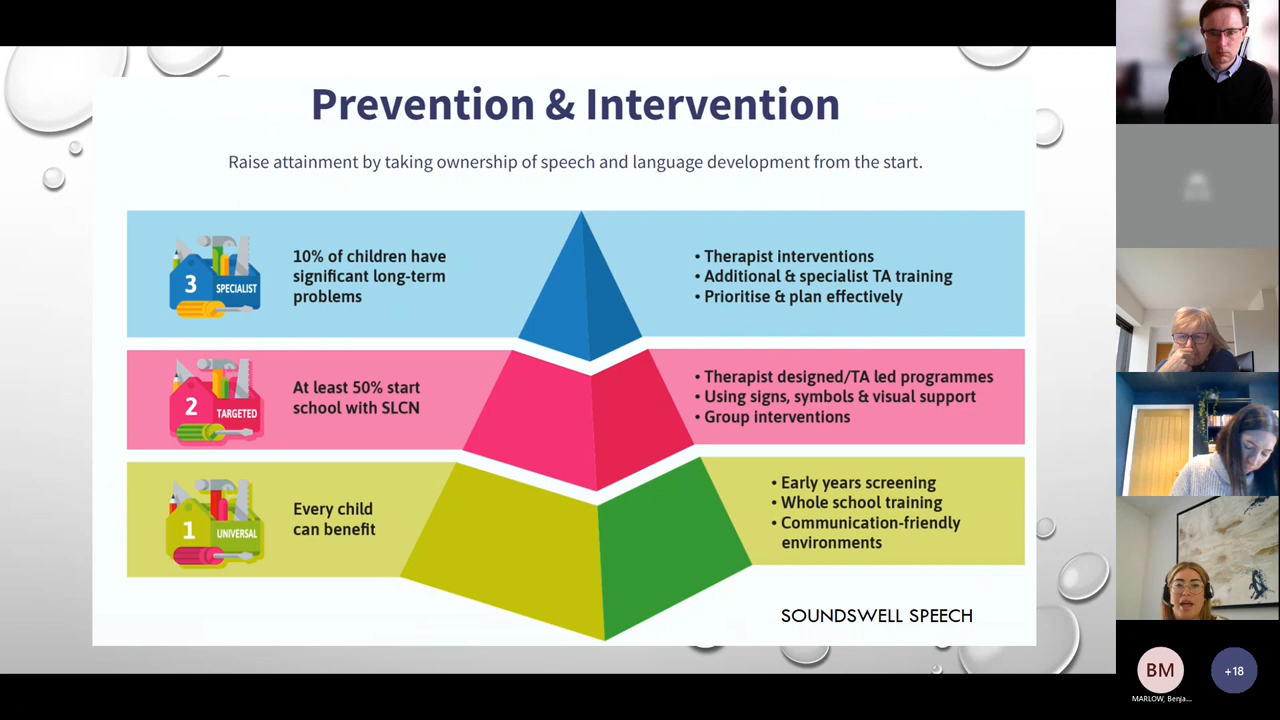 Prevention & Intervention
Raise attainment by taking ownership of speech and language development from the start.
3 SPECIALIST
10% of children have
significant long-term
problems
• Therapist interventions
• Additional & specialist TA training
• Prioritise & plan effectively
2 TARGETED
At least 50% start
school with SLCN
• Therapist designed/TA led programmes
• Using signs, symbols & visual support
• Group interventions
1 UNIVERSAL
Every child
can benefit
• Early years screening
• Whole school training
• Communication-friendly
environments
SOUNDSWELL SPEECH
BM
+18
MARLOW, Benja...